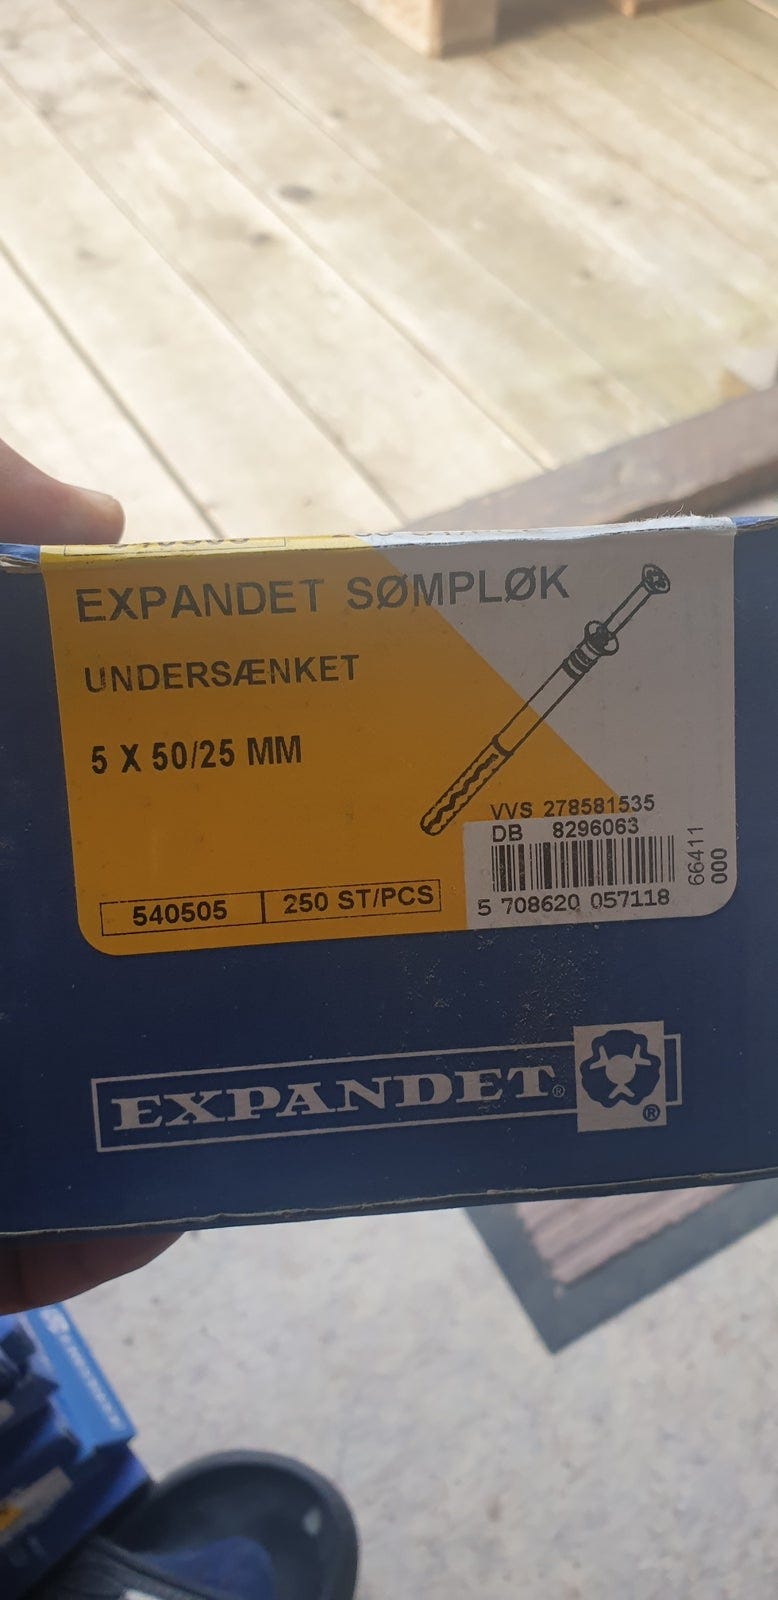 EXPANDET SØMPLØK
UNDERSÆNKET
5 X 50/25 MM
VVS 278581535
DB 8296063
66411
000
540505
250 ST/PCS
5 708620 057118
EXPANDET®
®